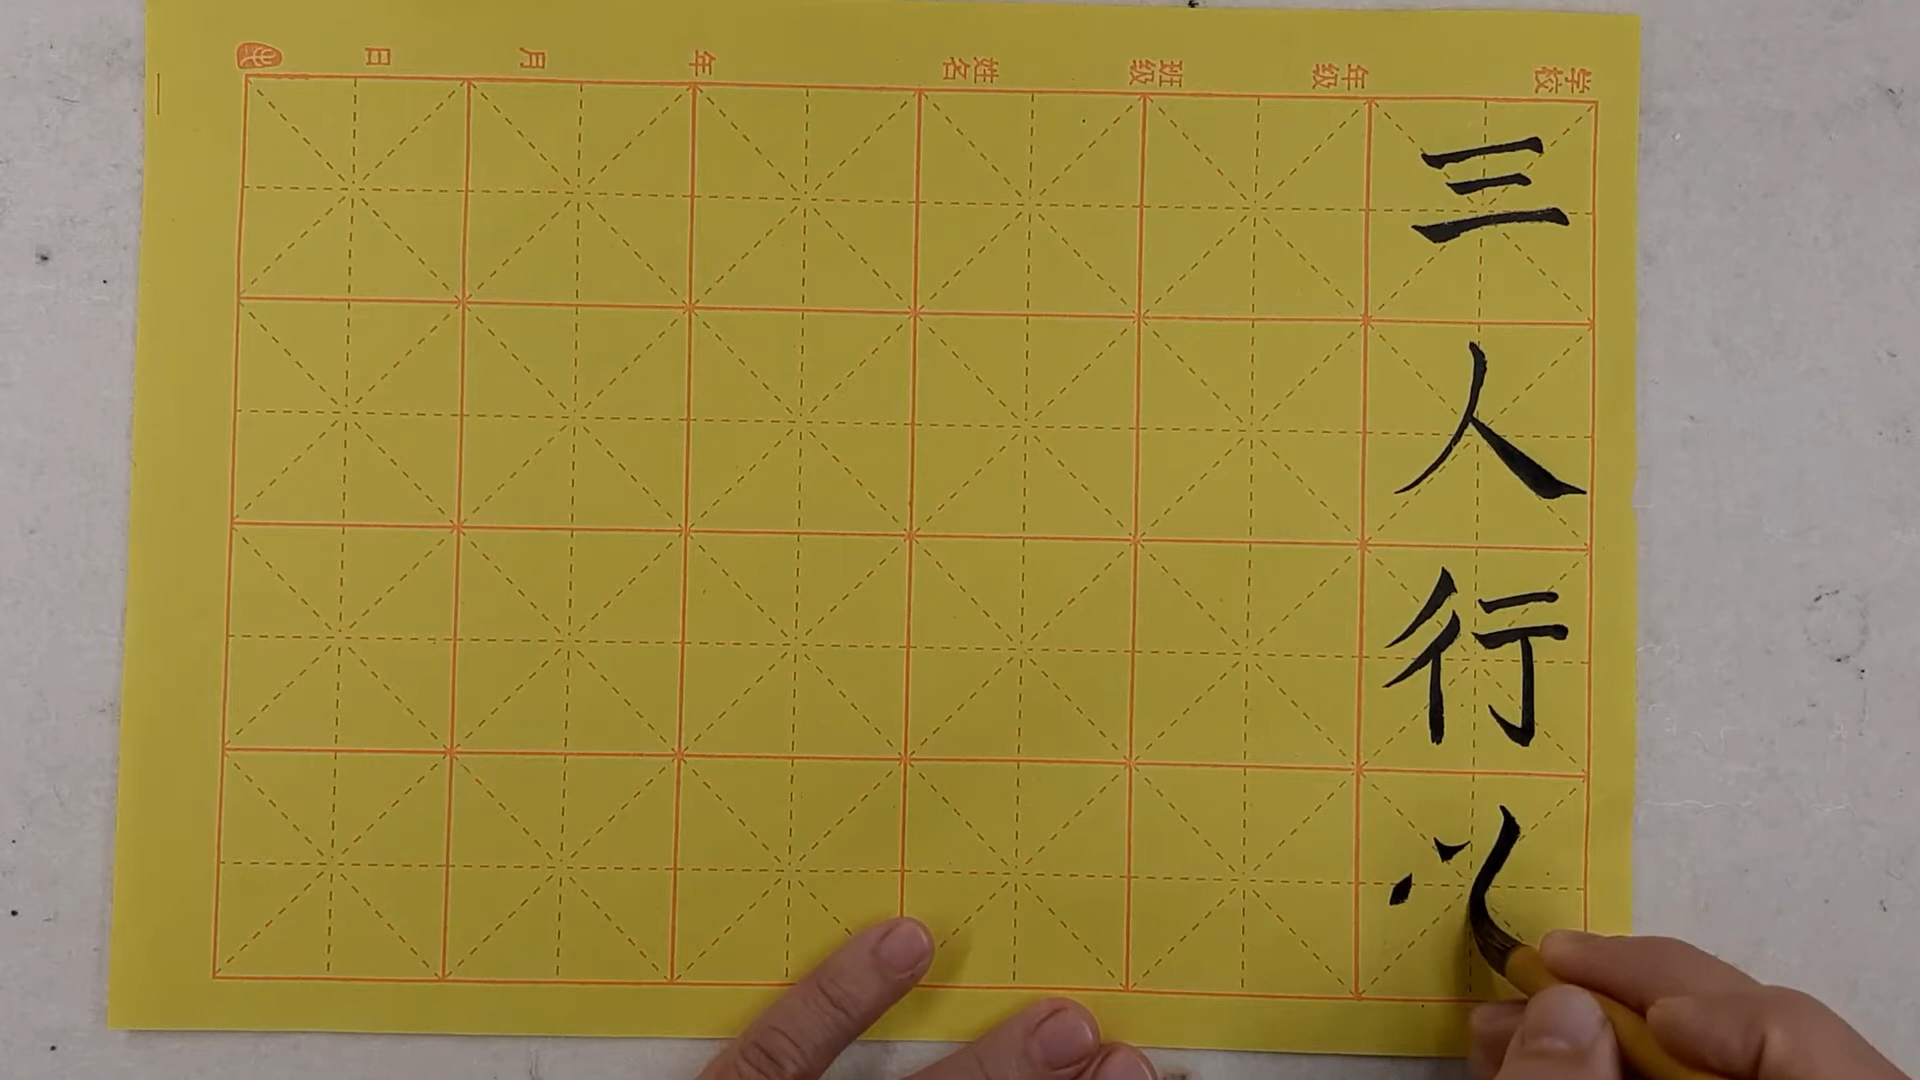 学校 年级 班级 姓名 年 月 日
三人行